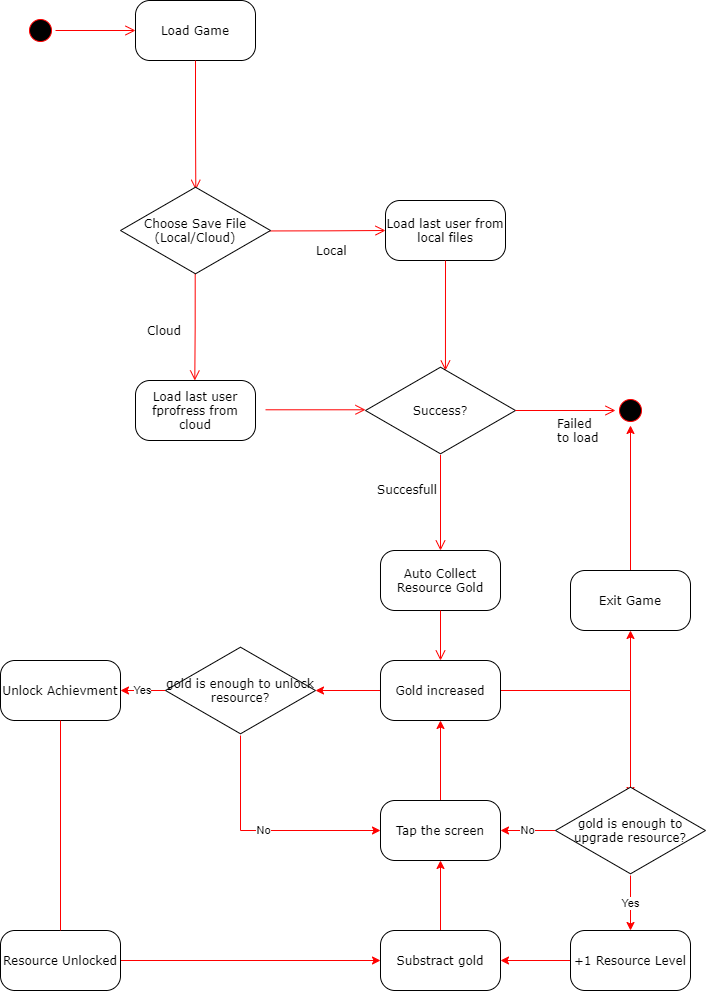 Load Game
Choose Save File
(Local/Cloud)
Load last user from
local files
Local
Cloud
Load last user
fprofress from
cloud
Success?
Failed
to load
Succesfull
Auto Collect
Resource Gold
Exit Game
Unlock Achievment
Yes
gold is enough to unlock
resource?
Gold increased
No
Tap the screen
No
gold is enough to
upgrade resource?
Yes
Resource Unlocked
Substract gold
+1 Resource Level